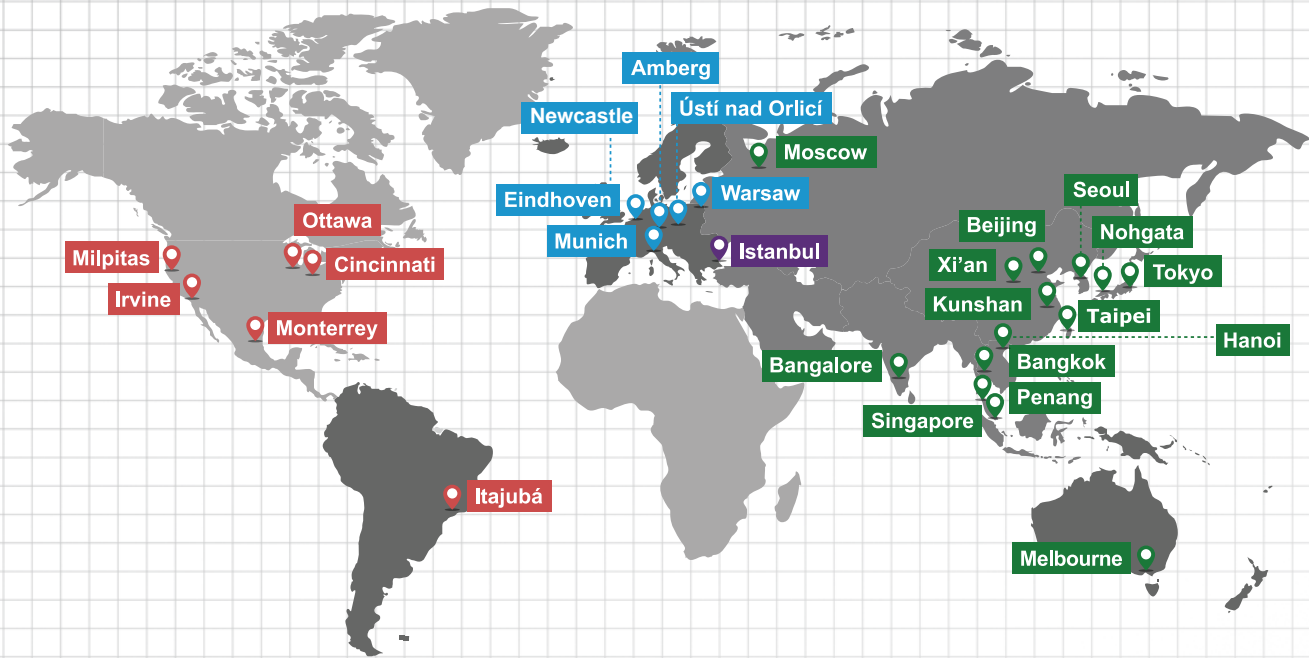 Amberg
Ústí nad Orlicí
Newcastle
Moscow
Eindhoven
Warsaw
Seoul
Ottawa
Beijing
Nohgata
Munich
Istanbul
Milpitas
Cincinnati
Xi’an
Tokyo
Irvine
Kunshan
Monterrey
Taipei
Hanoi
Bangalore
Bangkok
Penang
Singapore
Itajubá
Melbourne